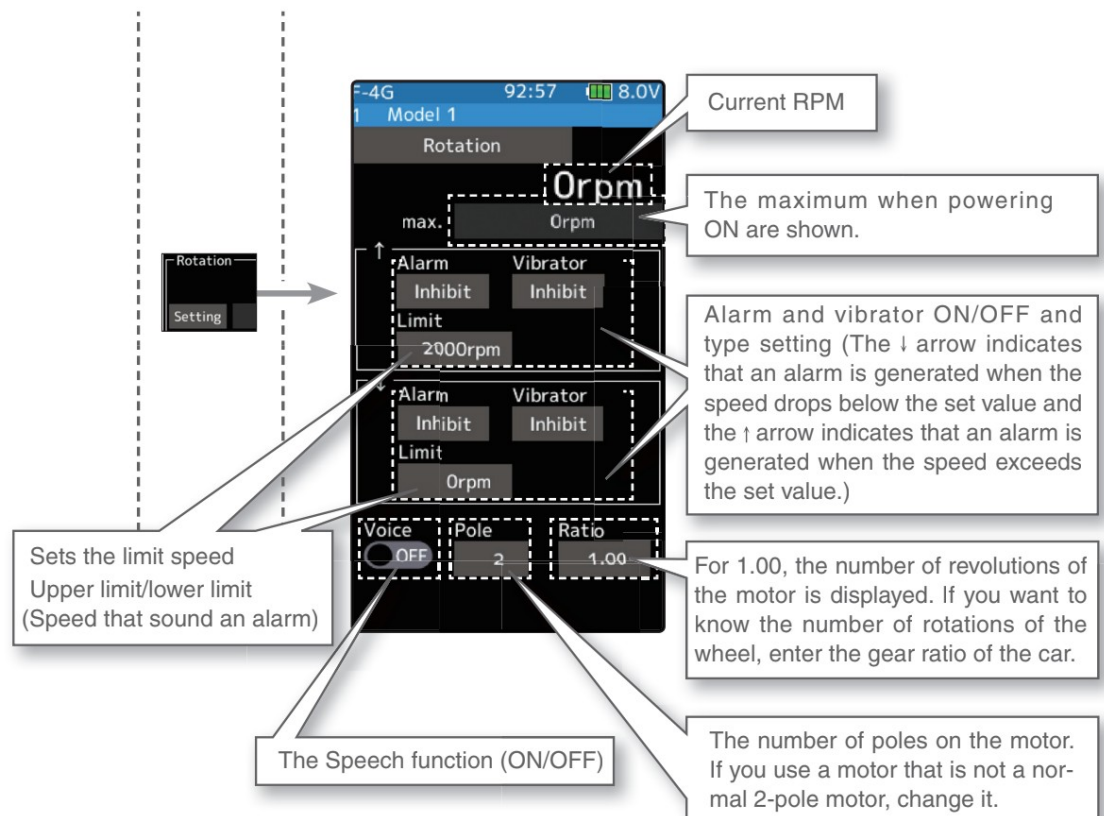 F-4G 92:57 8.0V
1 Model 1
Rotation
0rpm
max. 0rpm
↑
Alarm Vibrator
Inhibit Inhibit
Limit
2000rpm
↓
Alarm Vibrator
Inhibit Inhibit
Limit
0rpm
Voice Pole Ratio
OFF 2 1.00
Rotation
Setting
Current RPM
The maximum when powering
ON are shown.
Alarm and vibrator ON/OFF and
type setting (The ↓ arrow indicates
that an alarm is generated when the
speed drops below the set value and
the ↑ arrow indicates that an alarm is
generated when the speed exceeds
the set value.)
Sets the limit speed
Upper limit/lower limit
(Speed that sound an alarm)
For 1.00, the number of revolutions of
the motor is displayed. If you want to
know the number of rotations of the
wheel, enter the gear ratio of the car.
The Speech function (ON/OFF)
The number of poles on the motor.
If you use a motor that is not a nor-
mal 2-pole motor, change it.